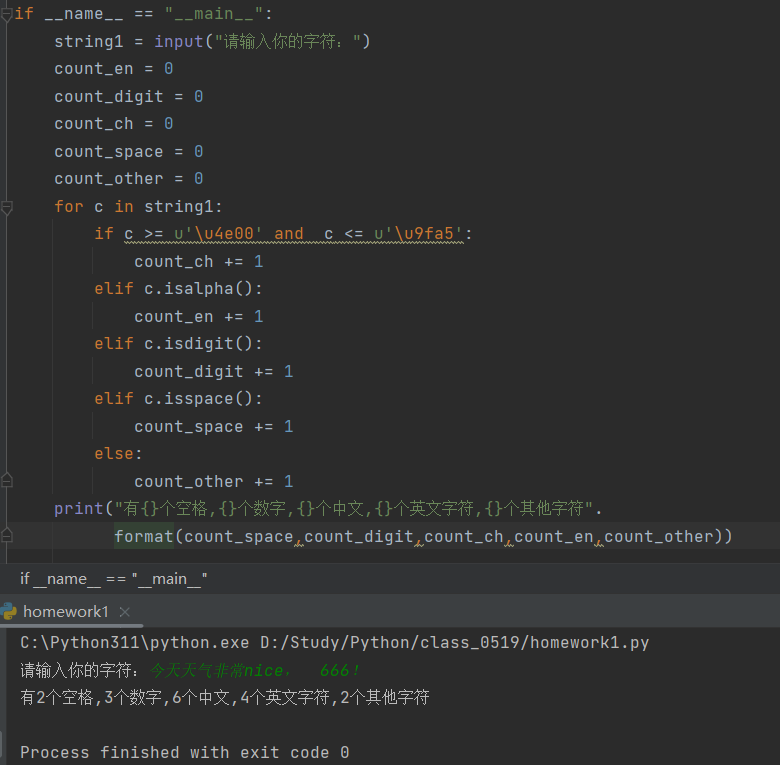 if __name__ == "__main__":
    string1 = input("请输入你的字符：")
    count_en = 0
    count_digit = 0
    count_ch = 0
    count_space = 0
    count_other = 0
    for c in string1:
        if c >= u'\u4e00' and  c <= u'\u9fa5':
            count_ch += 1
        elif c.isalpha():
            count_en += 1
        elif c.isdigit():
            count_digit += 1
        elif c.isspace():
            count_space += 1
        else:
            count_other += 1
    print("有{}个空格,{}个数字,{}个中文,{}个英文字符,{}个其他字符".
          format(count_space,count_digit,count_ch,count_en,count_other))
if __name__ == "__main__"
homework1
C:\Python311\python.exe D:/Study/Python/class_0519/homework1.py
请输入你的字符：今天天气非常nice.  666！
有2个空格,3个数字,6个中文,4个英文字符,2个其他字符
Process finished with exit code 0